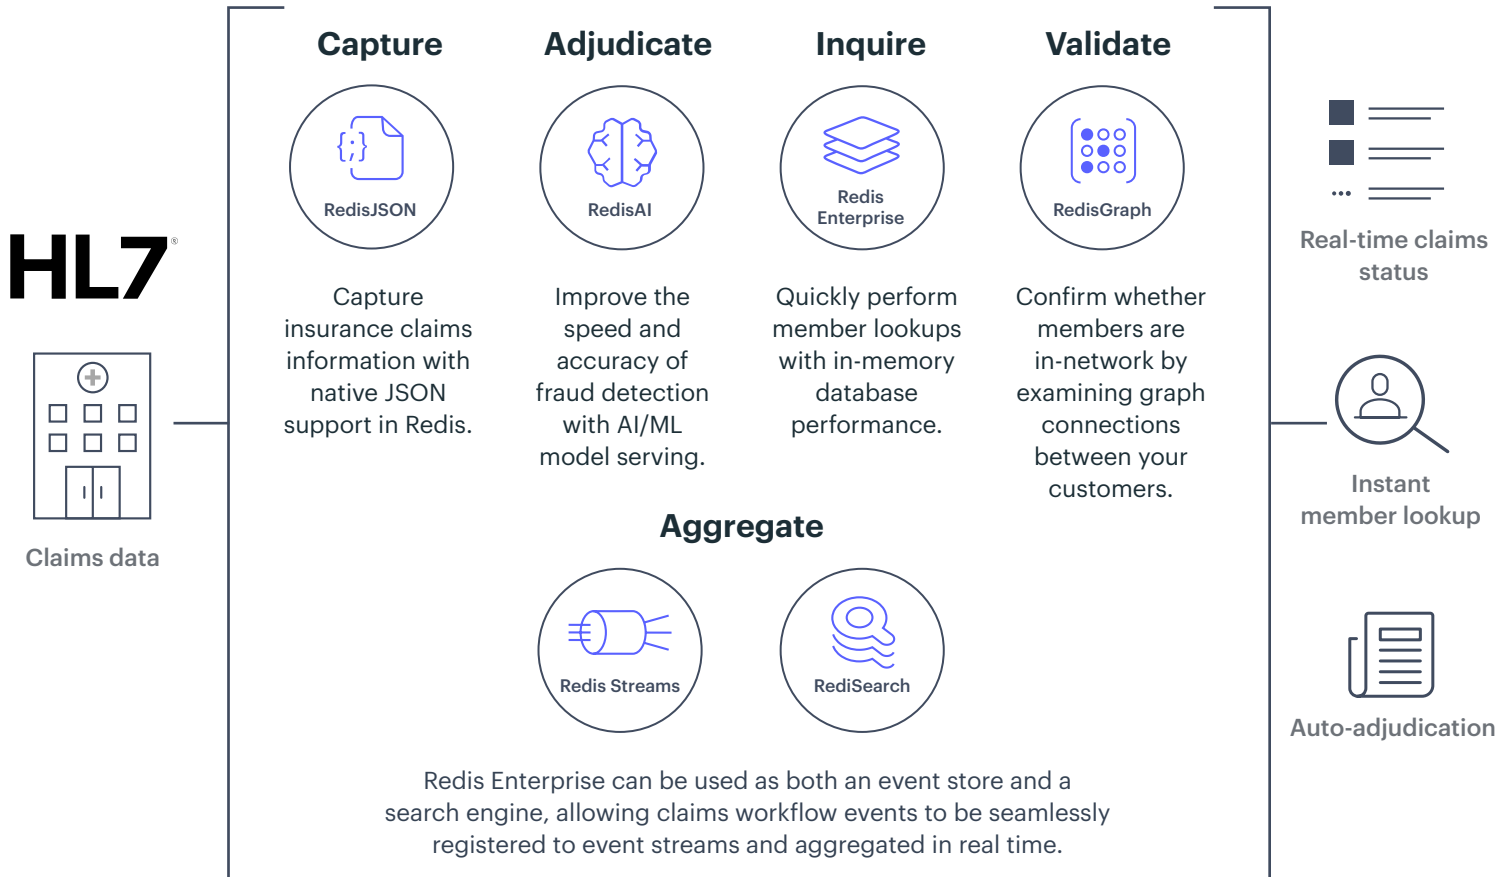 HL7®
Claims data
Capture
RedisJSON
Capture
insurance claims
information with
native JSON
support in Redis.
Adjudicate
RedisAI
Improve the
speed and
accuracy of
fraud detection
with AI/ML
model serving.
Inquire
Redis
Enterprise
Quickly perform
member lookups
with in-memory
database
performance.
Validate
RedisGraph
Confirm whether
members are
in-network by
examining graph
connections
between your
customers.
Aggregate
Redis Streams
RediSearch
Redis Enterprise can be used as both an event store and a
search engine, allowing claims workflow events to be seamlessly
registered to event streams and aggregated in real time.
Real-time claims
status
Instant
member lookup
Auto-adjudication